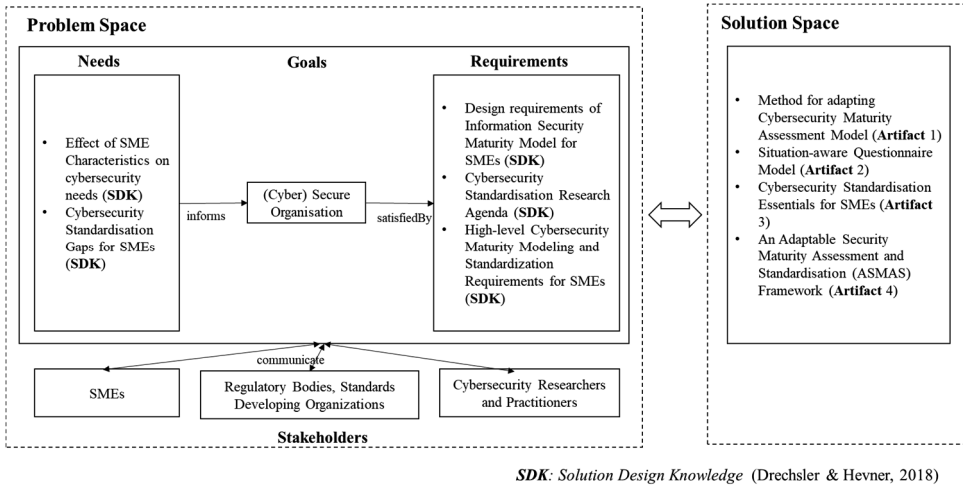 Problem Space
Needs
Goals
Requirements
• Effect of SME
Characteristics on
cybersecurity
needs (SDK)
• Cybersecurity
Standardisation
Gaps for SMEs
(SDK)
informs
(Cyber) Secure
Organisation
satisfiedBy
• Design requirements of
Information Security
Maturity Model for
SMEs (SDK)
• Cybersecurity
Standardisation Research
Agenda (SDK)
• High-level Cybersecurity
Maturity Modeling and
Standardization
Requirements for SMEs
(SDK)
communicate
SMEs
Regulatory Bodies, Standards
Developing Organizations
Cybersecurity Researchers
and Practitioners
Stakeholders
Solution Space
• Method for adapting
Cybersecurity Maturity
Assessment Model (Artifact 1)
• Situation-aware Questionnaire
Model (Artifact 2)
• Cybersecurity Standardisation
Essentials for SMEs (Artifact
3)
• An Adaptable Security
Maturity Assessment and
Standardisation (ASMAS)
Framework (Artifact 4)
SDK: Solution Design Knowledge (Drechsler & Hevner, 2018)